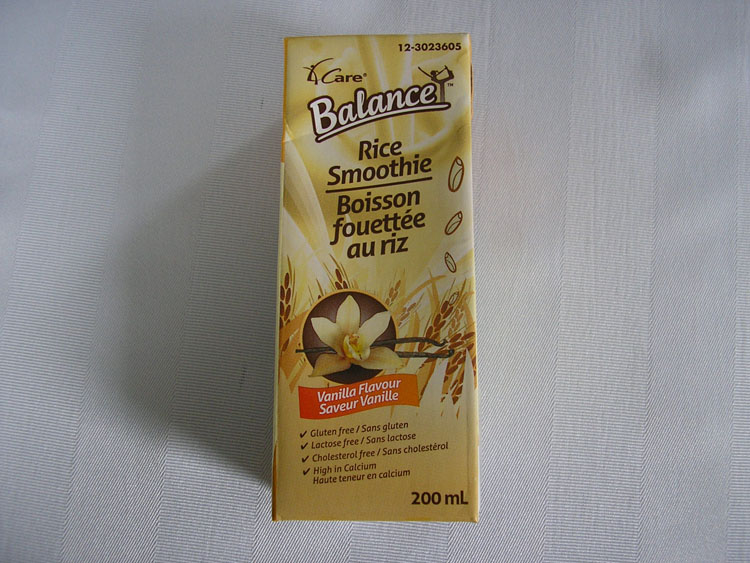 12-3023605
Care®
Balance™
Rice
Smoothie
Boisson
fouettée
au riz
Vanilla Flavour
Saveur Vanille
✓ Gluten free / Sans gluten
✓ Lactose free / Sans lactose
✓ Cholesterol free / Sans cholestérol
✓ High in Calcium
Haute teneur en calcium
200 mL